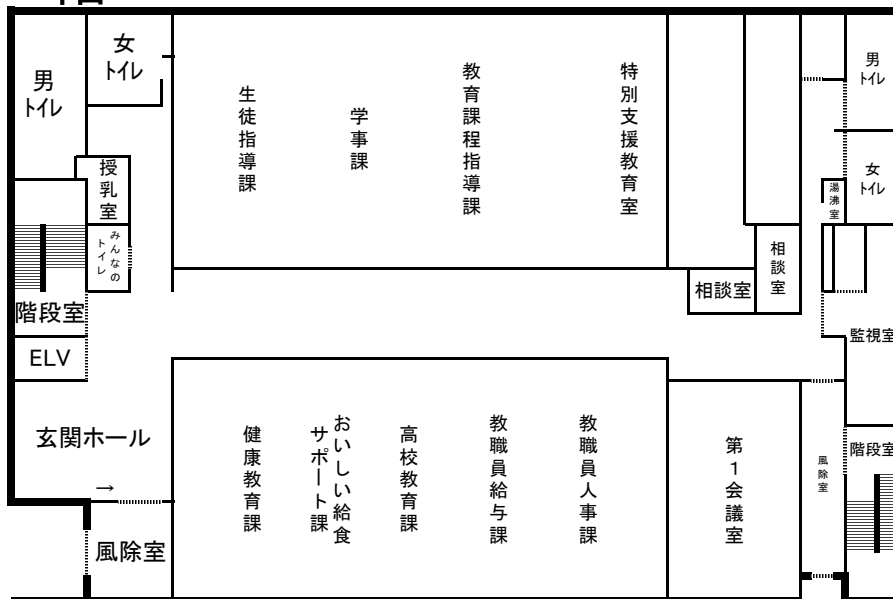 男
トイレ
女
トイレ
生徒指導課
学事課
教育課程指導課
特別支援教育室
男
トイレ
女
トイレ
湯沸室
授乳室
みんなの
トイレ
相談室
相談室
階段室
監視室
ELV
玄関ホール
→
健康教育課
おいしい給食
サポート課
高校教育課
教職員給与課
教職員人事課
第1会議室
風除室
階段室
風除室